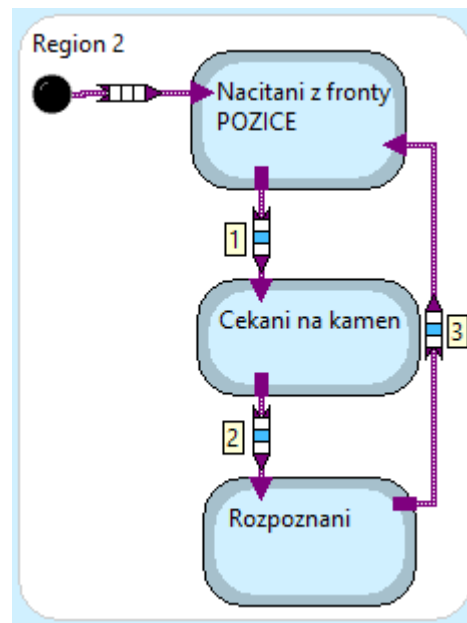 Region 2
Nacitani z fronty
POZICE
1
Cekani na kamen
3
2
Rozpoznani